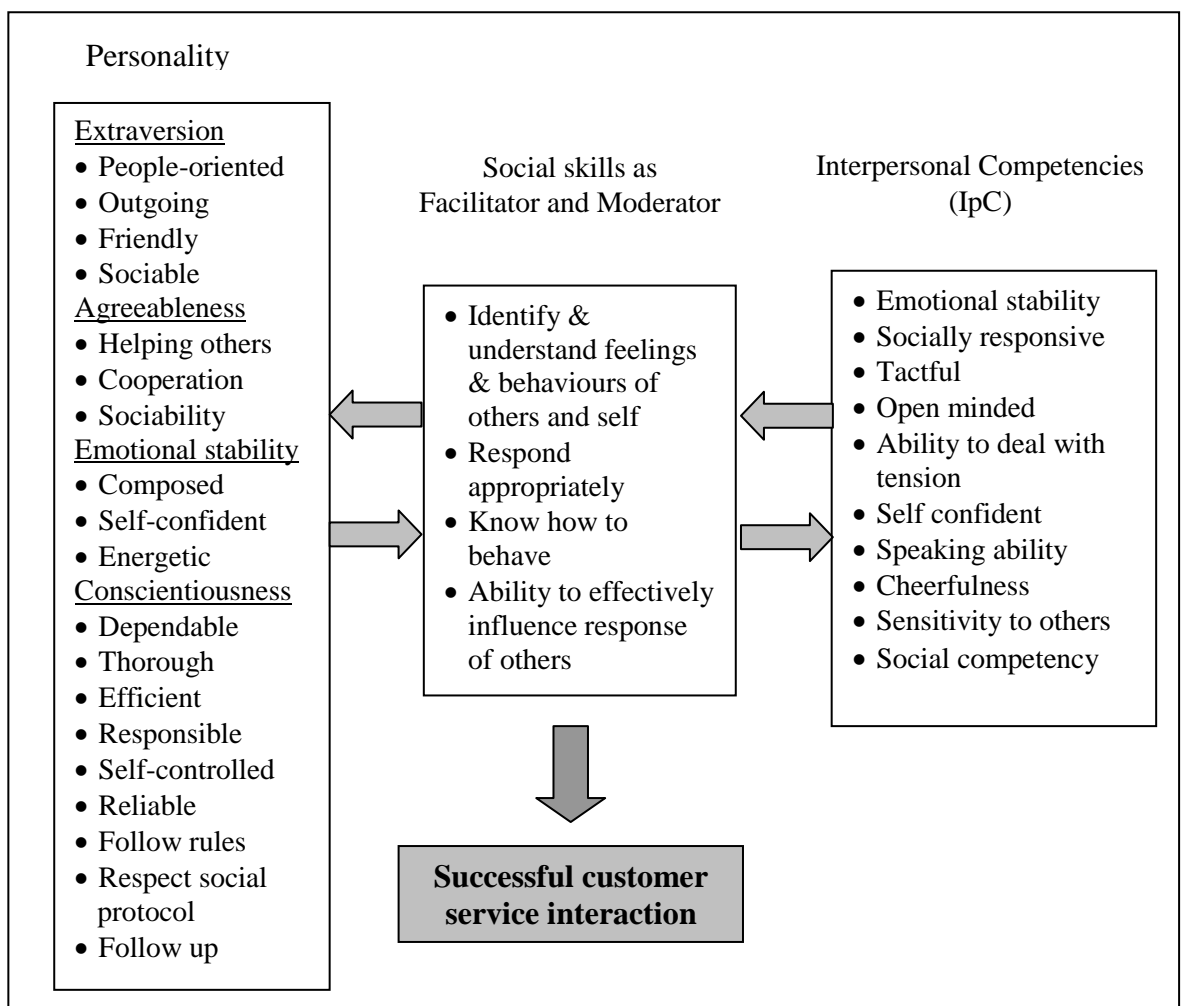 Personality
Extraversion
• People-oriented
• Outgoing
• Friendly
• Sociable
Agreeableness
• Helping others
• Cooperation
• Sociability
Emotional stability
• Composed
• Self-confident
• Energetic
Conscientiousness
• Dependable
• Thorough
• Efficient
• Responsible
• Self-controlled
• Reliable
• Follow rules
• Respect social
protocol
• Follow up
Social skills as
Facilitator and Moderator
• Identify &
understand feelings
& behaviours of
others and self
• Respond
appropriately
• Know how to
behave
• Ability to effectively
influence response
of others
Interpersonal Competencies
(IpC)
• Emotional stability
• Socially responsive
• Tactful
• Open minded
• Ability to deal with
tension
• Self confident
• Speaking ability
• Cheerfulness
• Sensitivity to others
• Social competency
Successful customer
service interaction